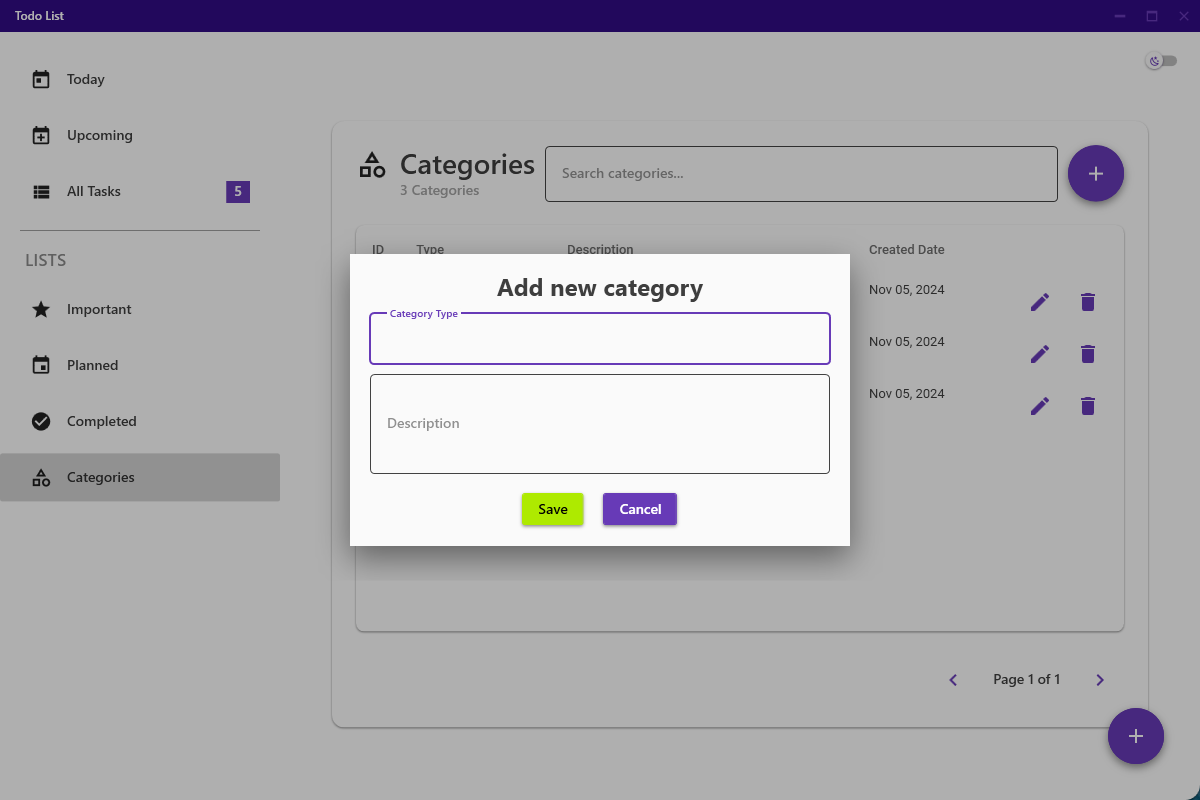 Todo List
Today
Upcoming
All Tasks 5
LISTS
Important
Planned
Completed
Categories
Categories
3 Categories
Search categories...
+
ID Type Description Created Date
Nov 05, 2024
Nov 05, 2024
Nov 05, 2024
Add new category
Category Type
Description
Save Cancel
Page 1 of 1
+